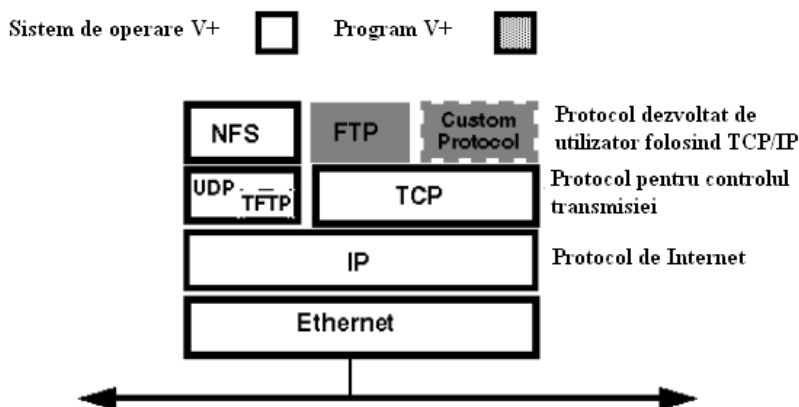 Sistem de operare V+
Program V+
NFS
FTP
Custom
Protocol
Protocol dezvoltat de
utilizator folosind TCP/IP
UDP
TFTP
TCP
Protocol pentru controlul
transmisiei
IP
Protocol de Internet
Ethernet